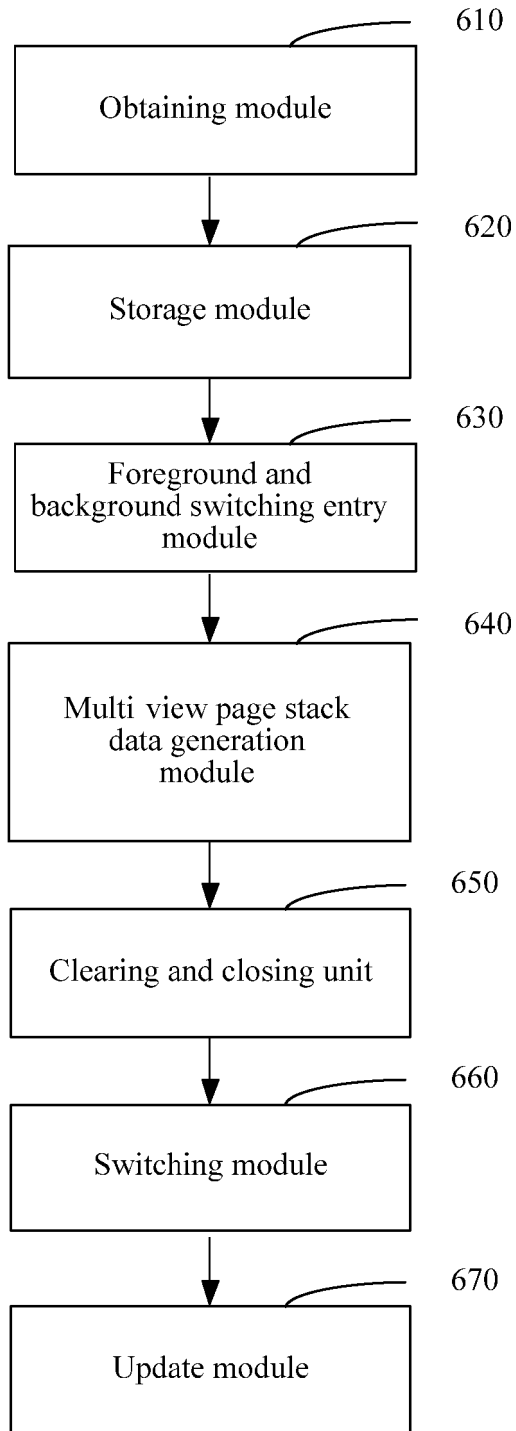 610
Obtaining module
620
Storage module
630
Foreground and
background switching entry
module
640
Multi view page stack
data generation
module
650
Clearing and closing unit
660
Switching module
670
Update module